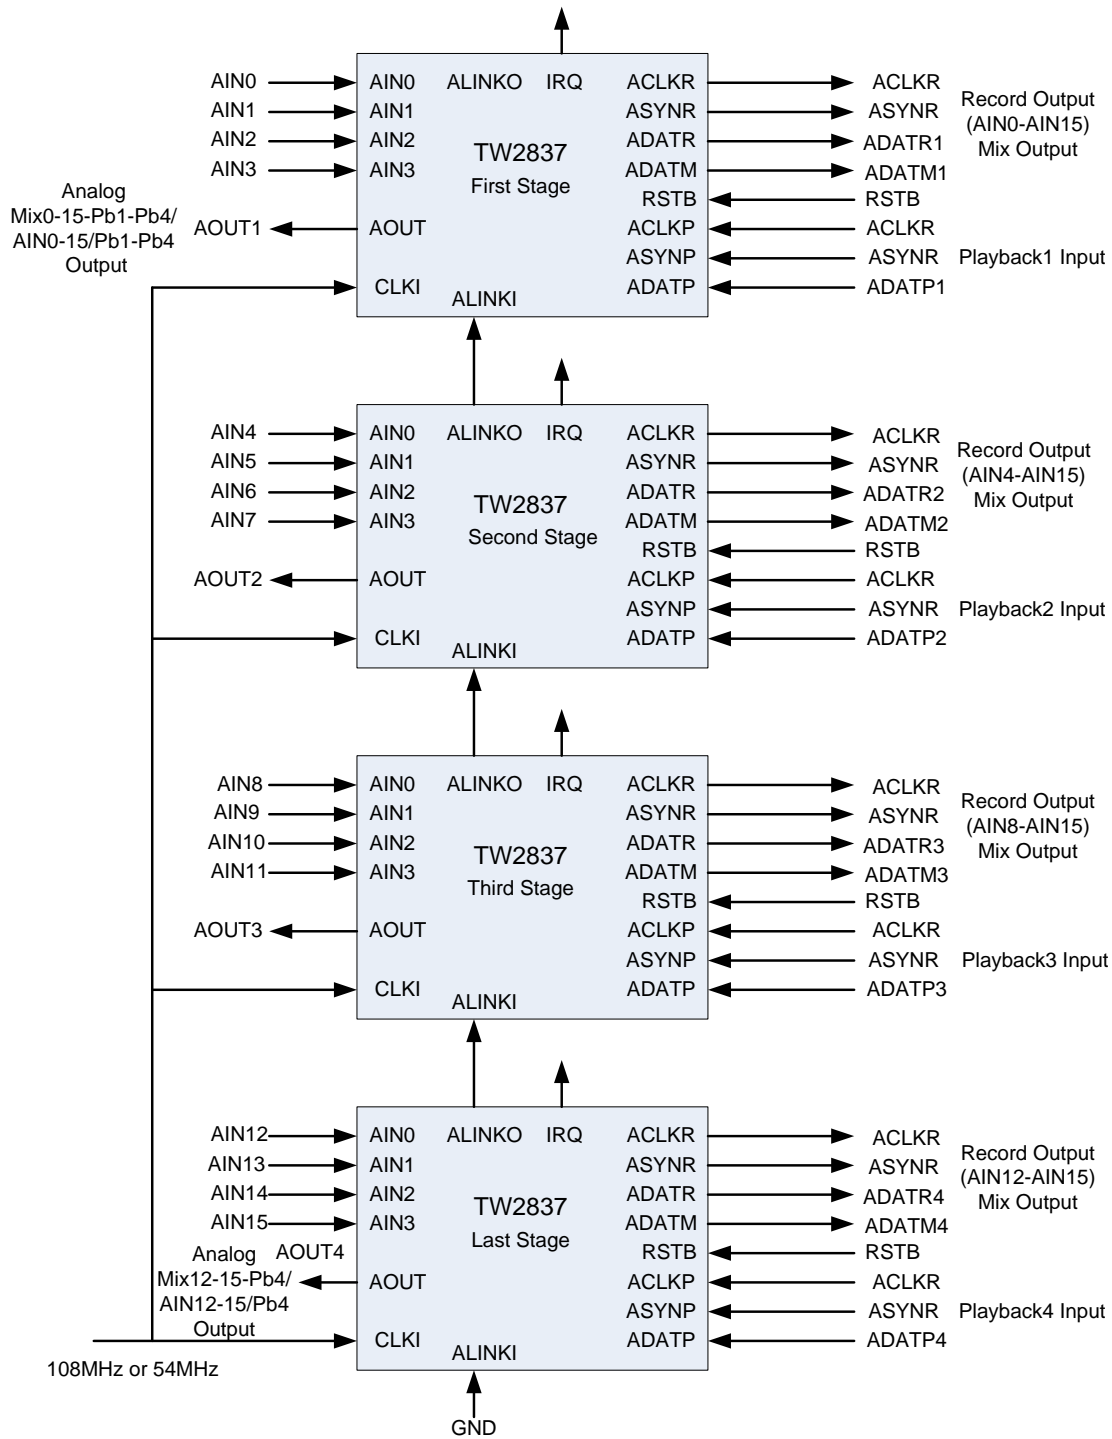 AIN0 AIN0 ALINKO IRQ ACLKR ACLKR
AIN1 AIN1 ASYNR ASYNR
AIN2 AIN2 ADATR ADATR1
AIN3 AIN3 ADATM ADATM1
Record Output
(AIN0-AIN15)
Mix Output
TW2837
First Stage
RSTB RSTB
Analog
Mix0-15-Pb1-Pb4/
AIN0-15/Pb1-Pb4
Output
AOUT1 AOUT ACLKP ACLKR
ASYNP ASYNR Playback1 Input
CLKI ADATP ADATP1
ALINKI
AIN4 AIN0 ALINKO IRQ ACLKR ACLKR
AIN5 AIN1 ASYNR ASYNR
AIN6 AIN2 ADATR ADATR2
AIN7 AIN3 ADATM ADATM2
Record Output
(AIN4-AIN15)
Mix Output
TW2837
Second Stage
RSTB RSTB
AOUT2 AOUT ACLKP ACLKR
ASYNP ASYNR Playback2 Input
CLKI ADATP ADATP2
ALINKI
AIN8 AIN0 ALINKO IRQ ACLKR ACLKR
AIN9 AIN1 ASYNR ASYNR
AIN10 AIN2 ADATR ADATR3
AIN11 AIN3 ADATM ADATM3
Record Output
(AIN8-AIN15)
Mix Output
TW2837
Third Stage
RSTB RSTB
AOUT3 AOUT ACLKP ACLKR
ASYNP ASYNR Playback3 Input
CLKI ADATP ADATP3
ALINKI
AIN12 AIN0 ALINKO IRQ ACLKR ACLKR
AIN13 AIN1 ASYNR ASYNR
AIN14 AIN2 ADATR ADATR4
AIN15 AIN3 ADATM ADATM4
Record Output
(AIN12-AIN15)
Mix Output
TW2837
Last Stage
RSTB RSTB
Analog
Mix12-15-Pb4/
AIN12-15/Pb4
Output
AOUT4 AOUT ACLKP ACLKR
ASYNP ASYNR Playback4 Input
CLKI ADATP ADATP4
ALINKI
108MHz or 54MHz
GND